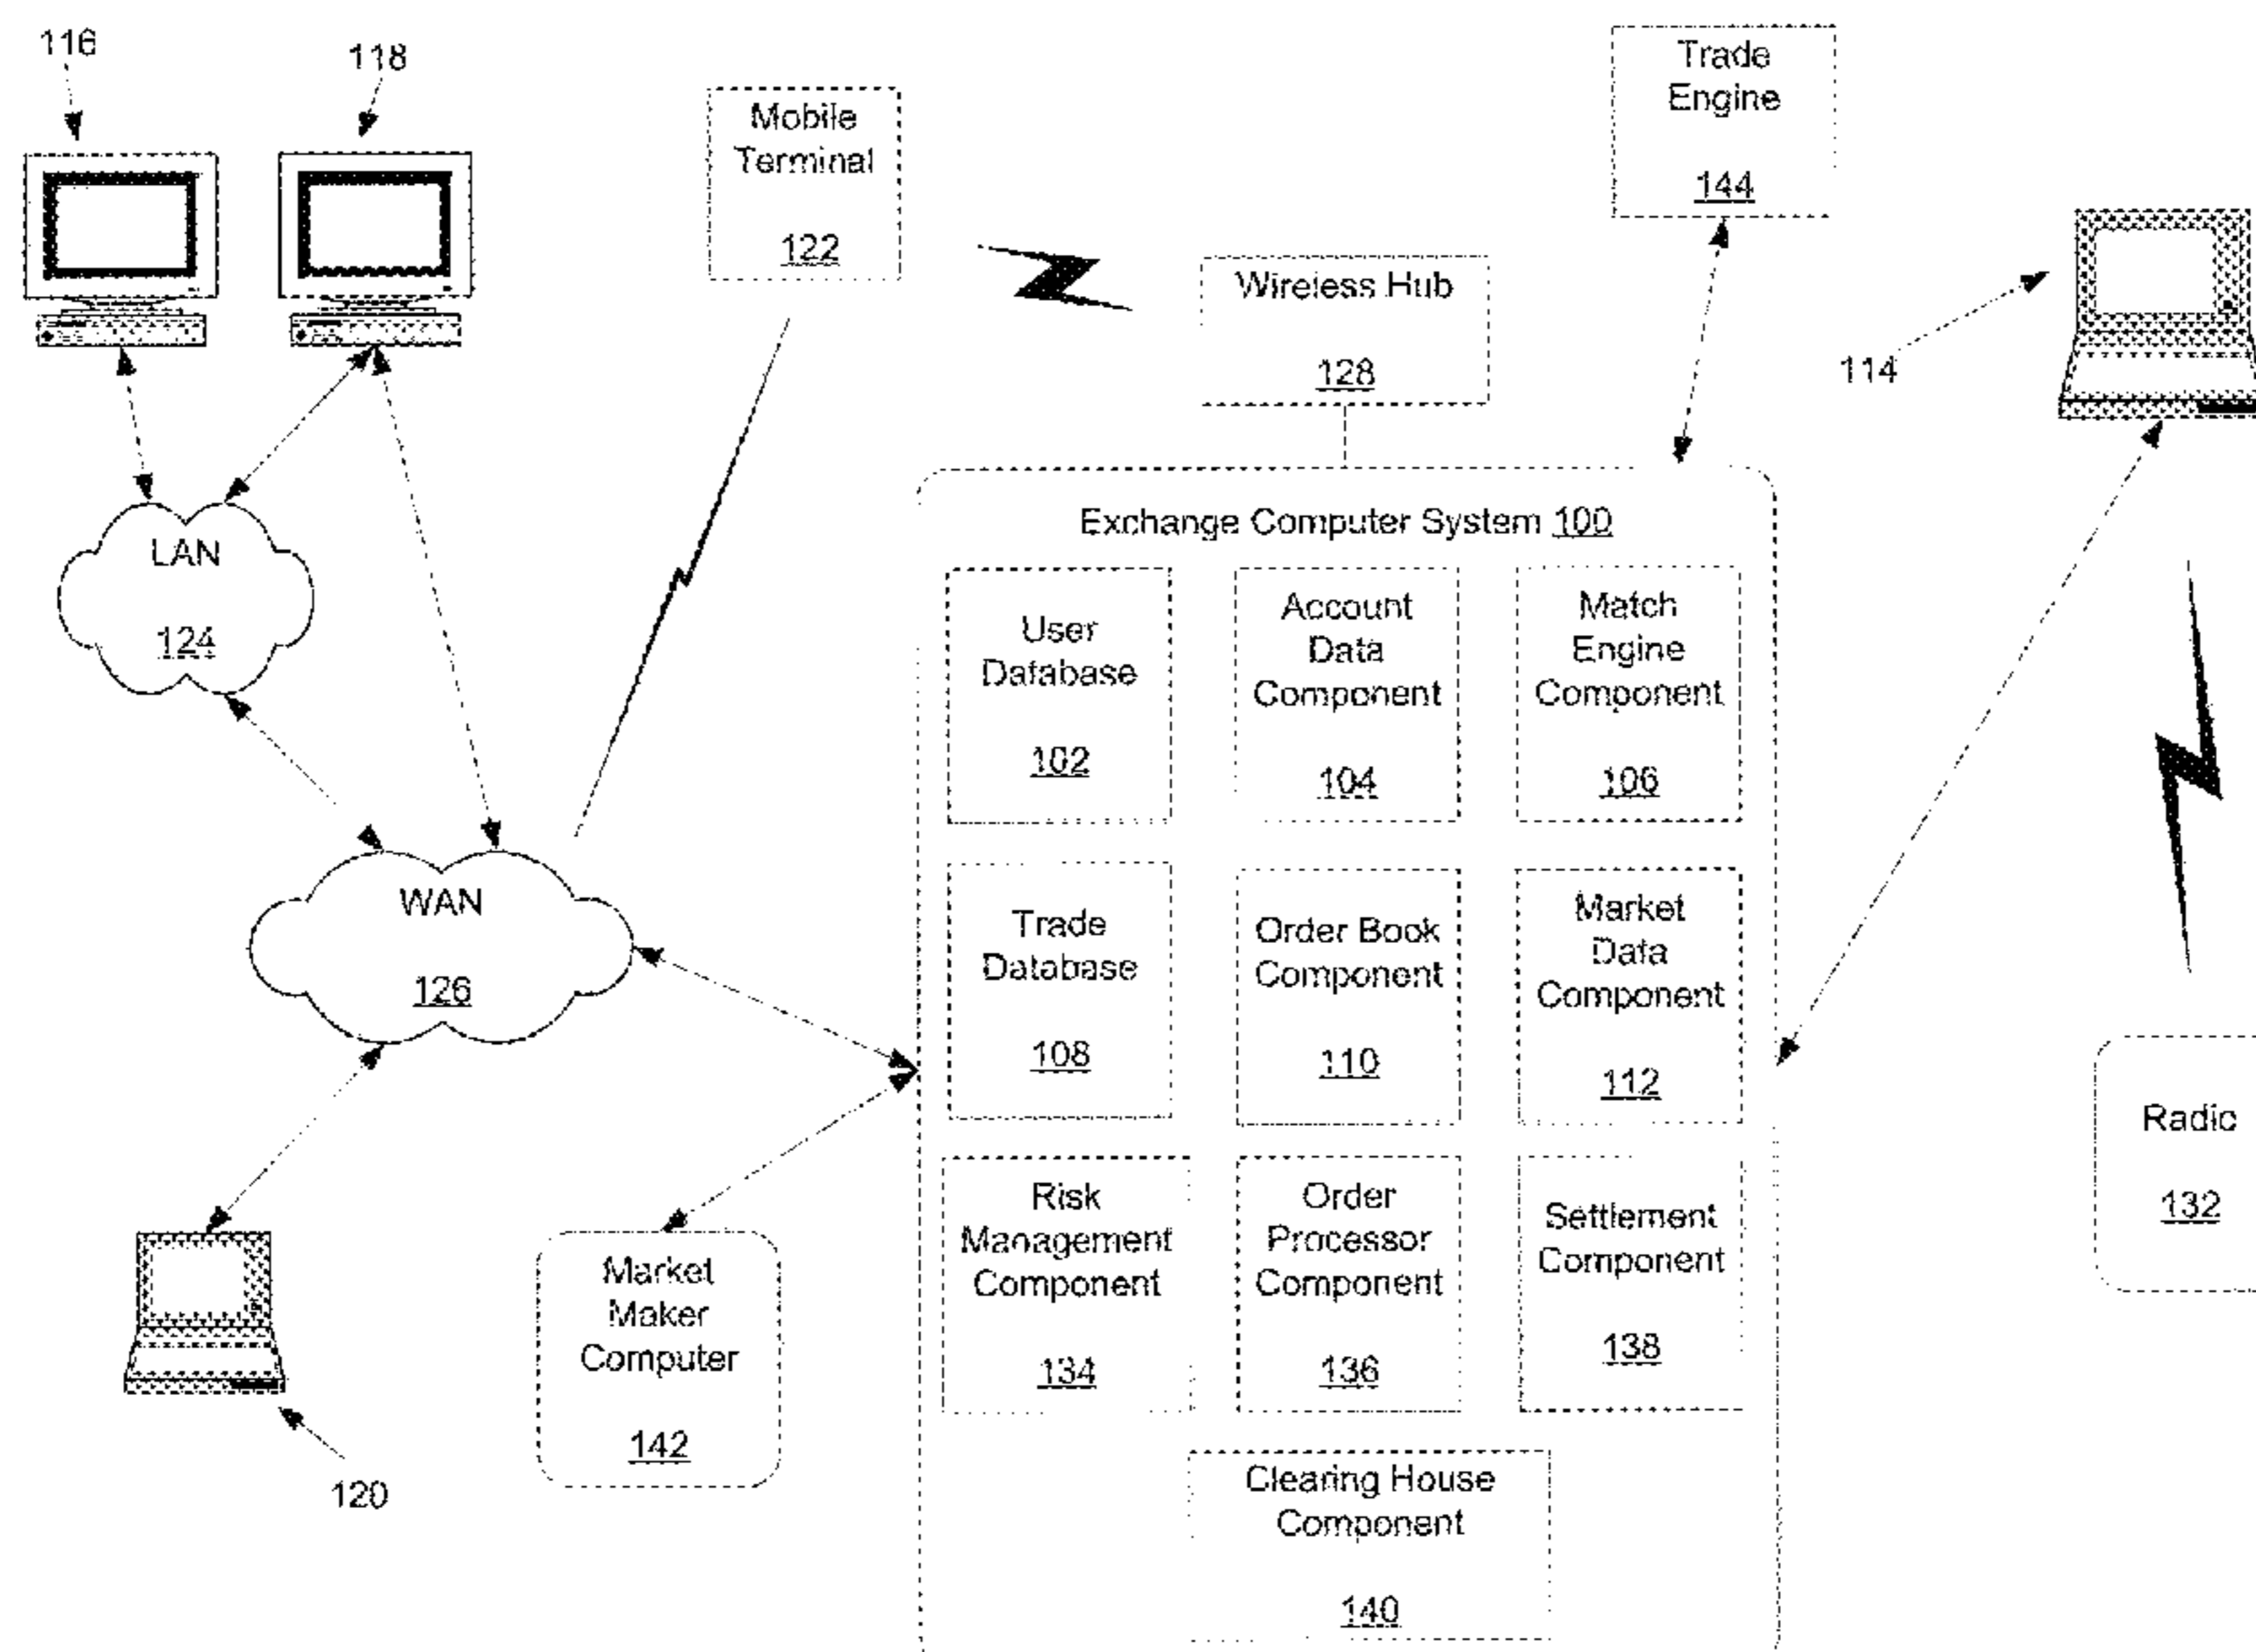 116
118
Mobile
Terminal
122
Trade
Engine
144
Wireless Hub
128
114
LAN
124
Exchange Computer System 100
User
Database
102
Account
Data
Component
104
Match
Engine
Component
106
WAN
126
Trade
Database
108
Order Book
Component
110
Market
Data
Component
112
Radio
132
Risk
Management
Component
134
Order
Processor
Component
136
Settlement
Component
138
Market
Maker
Computer
142
120
Clearing House
Component
140